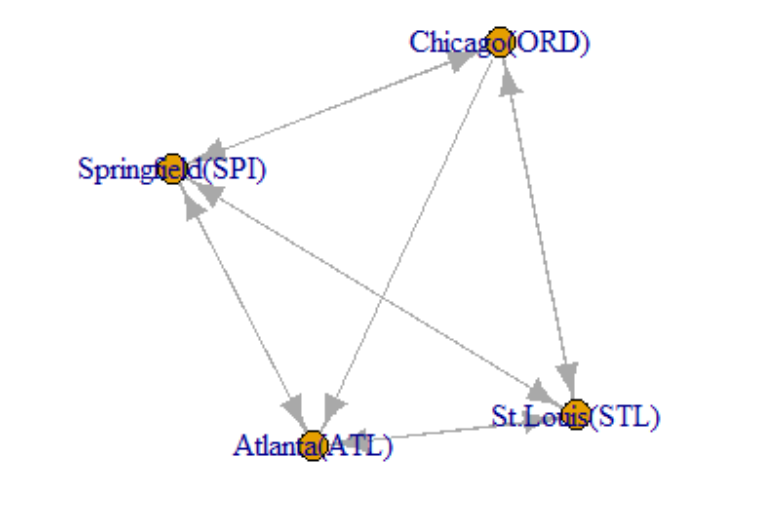 Chicago(ORD)
Springfield(SPI)
St.Louis(STL)
Atlanta(ATL)